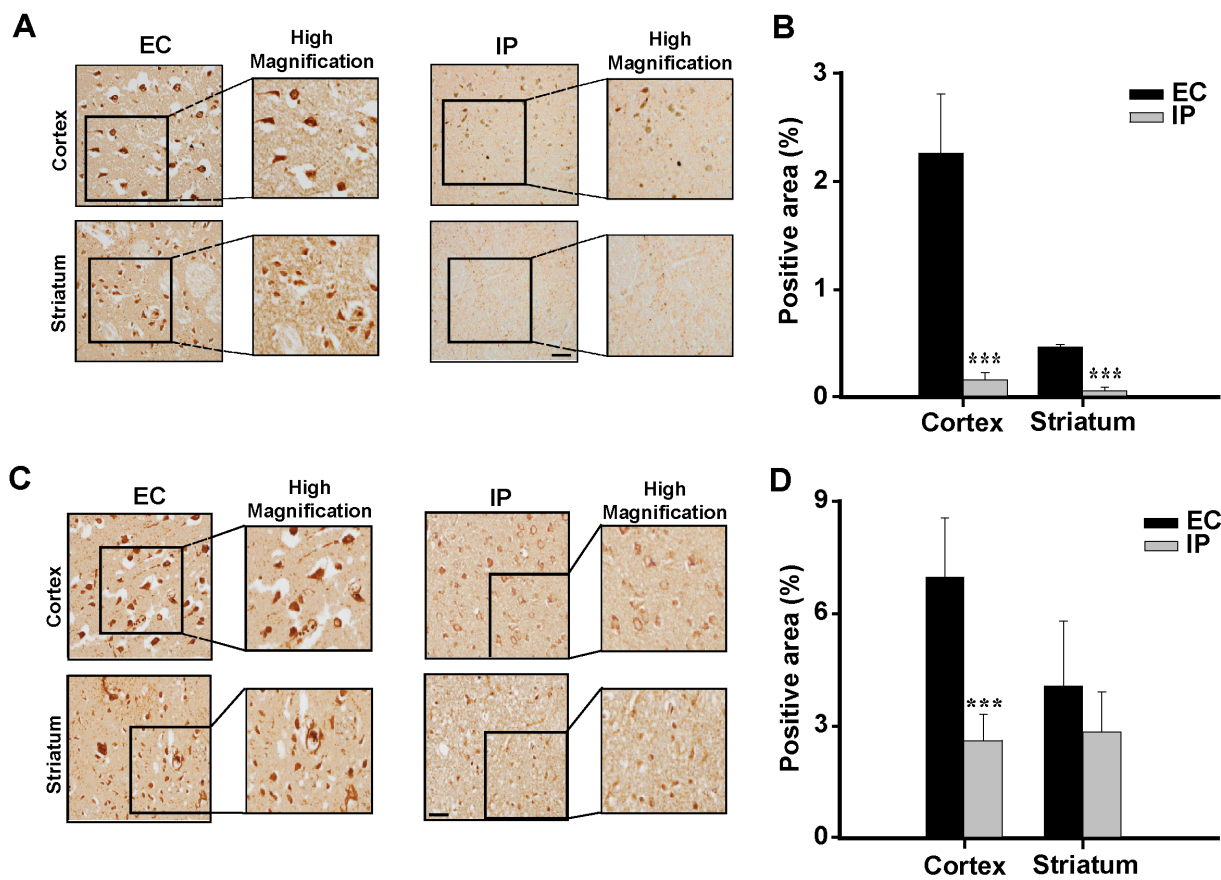 A
EC
High
Magnification
IP
High
Magnification
Cortex
Striatum
B
Positive area (%)
3
2
1
0
EC
IP
***
***
Cortex
Striatum
C
EC
High
Magnification
IP
High
Magnification
Cortex
Striatum
D
Positive area (%)
9
6
3
0
EC
IP
***
Cortex
Striatum